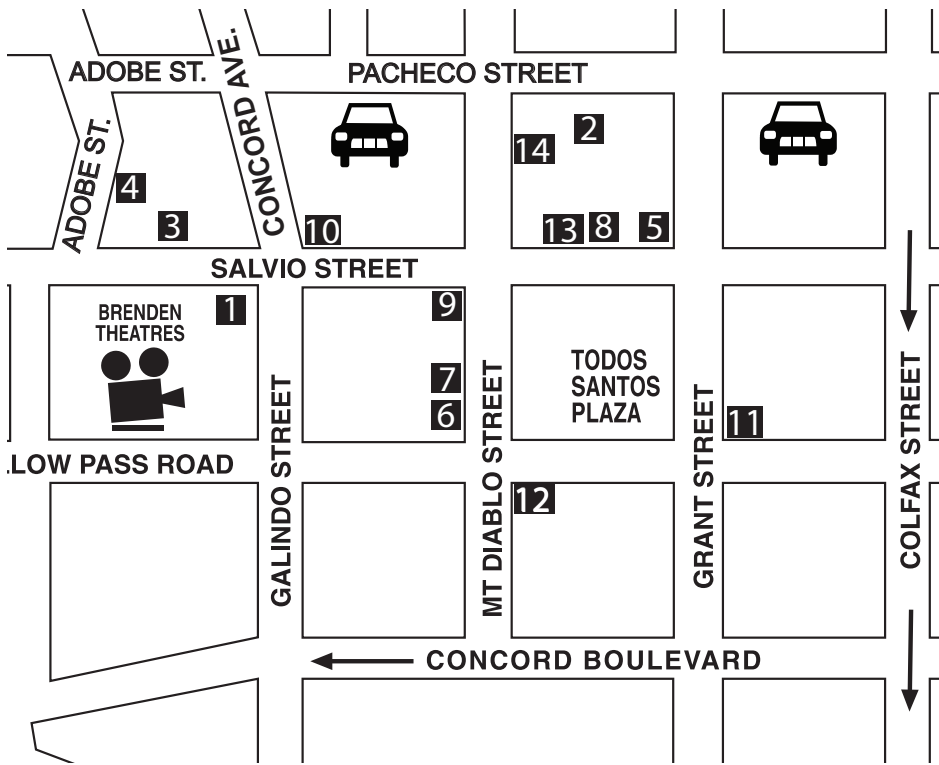 ADOBE ST.
CONCORD AVE.
PACHECO STREET
ADOBE ST.
2
14
4
3
10
13
8
5
SALVIO STREET
BRENDEN
THEATRES
1
9
7
6
TODOS
SANTOS
PLAZA
11
LOW PASS ROAD
GALINDO STREET
MT DIABLO STREET
GRANT STREET
COLFAX STREET
12
CONCORD BOULEVARD